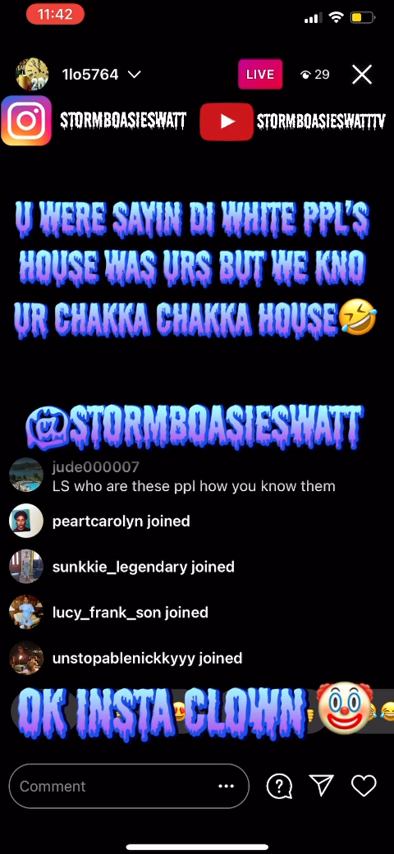 11:42
1lo5764
LIVE
29
STORMBOASIESWATT
STORMBOASIESWATTTV
U WERE SAYIN DI WHITE PPL'S
HOUSE WAS URS BUT WE KNO
UR CHAKKA CHAKKA HOUSE🤣
@STORMBOASIESWATT
jude000007
LS who are these ppl how you know them
peartcarolyn joined
sunkkie_legendary joined
lucy_frank_son joined
unstopablenickkyyy joined
OK INSTA CLOWN🤡
Comment